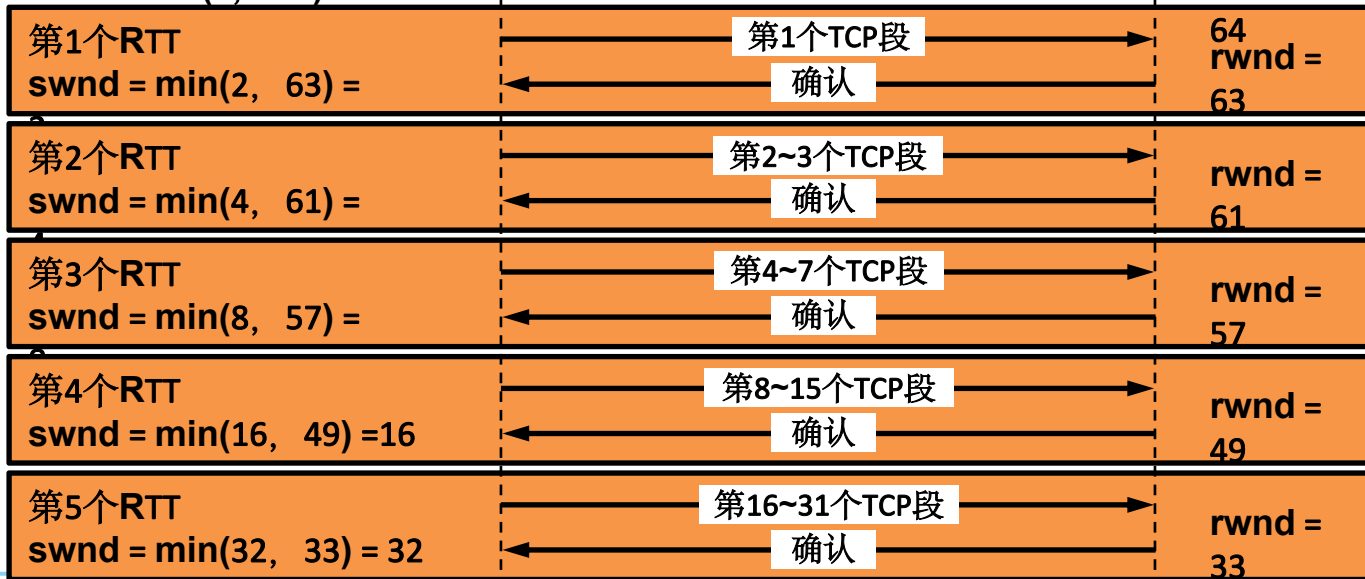 第1个RTT
swnd = min(2, 63) =
第1个TCP段
确认
64
rwnd =
63
第2个RTT
swnd = min(4, 61) =
第2~3个TCP段
确认
rwnd =
61
第3个RTT
swnd = min(8, 57) =
第4~7个TCP段
确认
rwnd =
57
第4个RTT
swnd = min(16, 49) =16
第8~15个TCP段
确认
rwnd =
49
第5个RTT
swnd = min(32, 33) = 32
第16~31个TCP段
确认
rwnd =
33